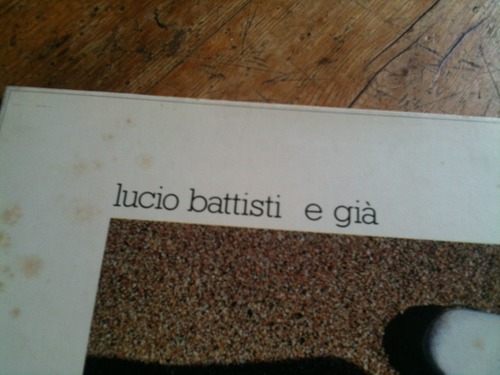 lucio battisti e già